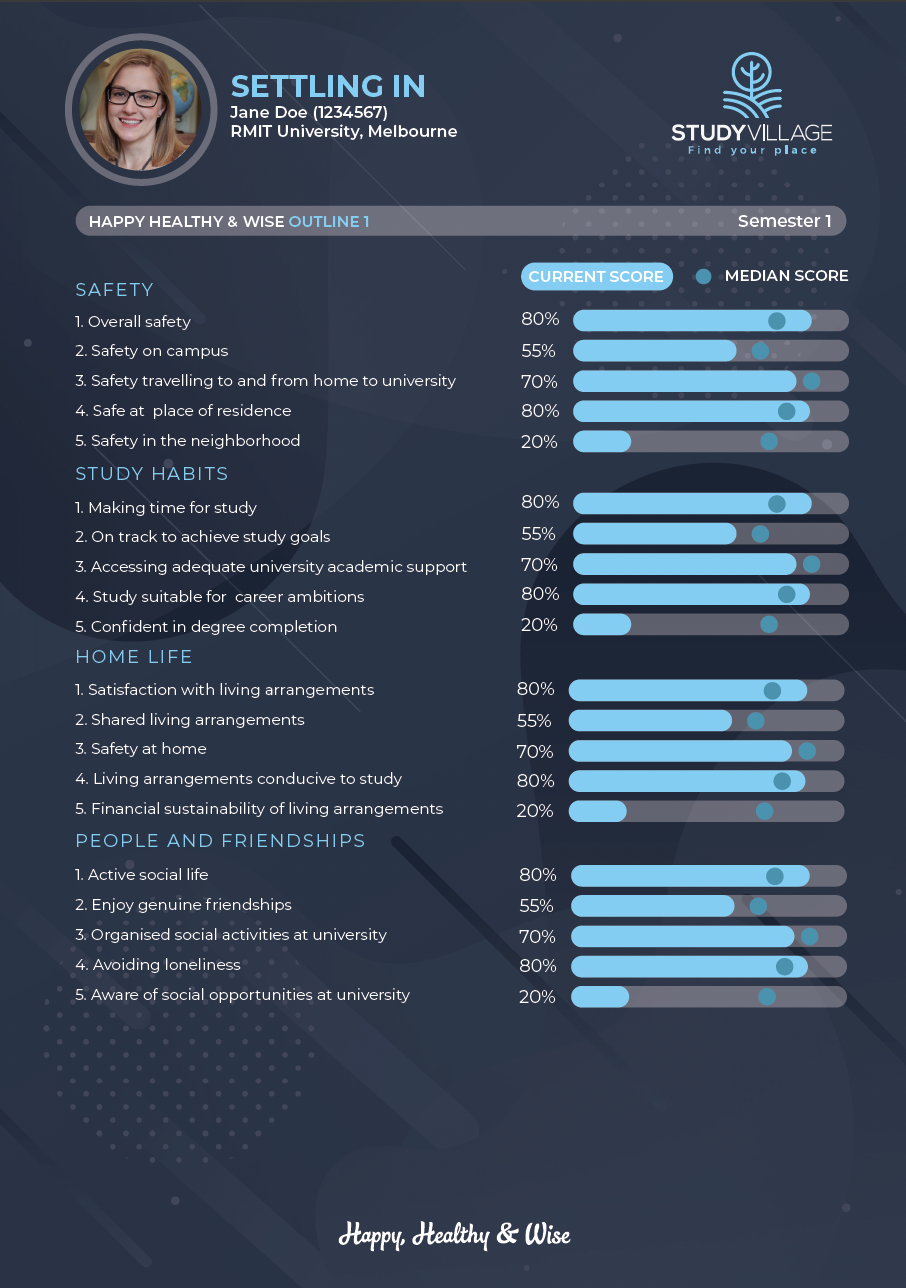 SETTLING IN
Jane Doe (1234567)
RMIT University, Melbourne
STUDYVILLAGE
Find your place
HAPPY HEALTHY & WISE OUTLINE 1 Semester 1
CURRENT SCORE MEDIAN SCORE
SAFETY
1. Overall safety 80%
2. Safety on campus 55%
3. Safety travelling to and from home to university 70%
4. Safe at  place of residence 80%
5. Safety in the neighborhood 20%
STUDY HABITS
1. Making time for study 80%
2. On track to achieve study goals 55%
3. Accessing adequate university academic support 70%
4. Study suitable for  career ambitions 80%
5. Confident in degree completion 20%
HOME LIFE
1. Satisfaction with living arrangements 80%
2. Shared living arrangements 55%
3. Safety at home 70%
4. Living arrangements conducive to study 80%
5. Financial sustainability of living arrangements 20%
PEOPLE AND FRIENDSHIPS
1. Active social life 80%
2. Enjoy genuine friendships 55%
3. Organised social activities at university 70%
4. Avoiding loneliness 80%
5. Aware of social opportunities at university 20%
Happy, Healthy & Wise